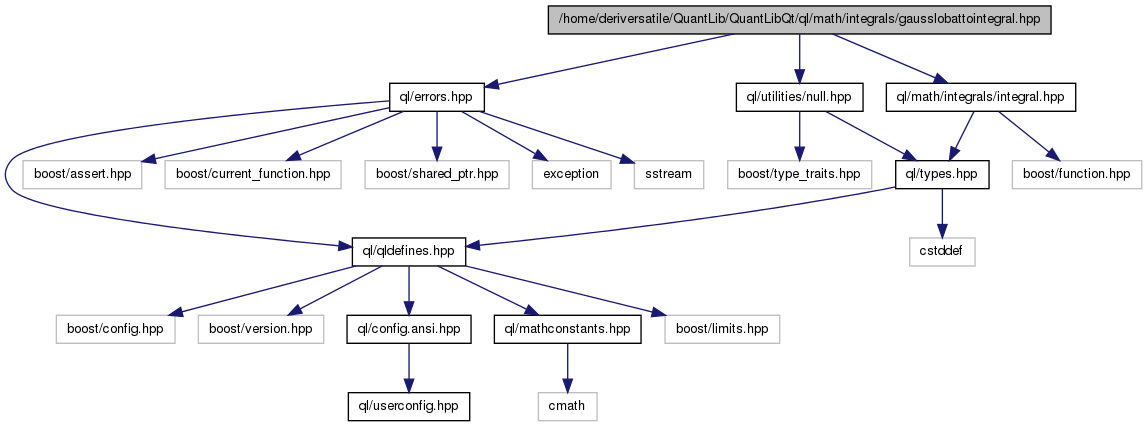 /home/deriversatile/QuantLib/QuantLibQt/ql/math/integrals/gausslobattointegral.hpp
ql/errors.hpp
ql/utilities/null.hpp
ql/math/integrals/integral.hpp
boost/assert.hpp
boost/current_function.hpp
boost/shared_ptr.hpp
exception
sstream
boost/type_traits.hpp
ql/types.hpp
boost/function.hpp
ql/qldefines.hpp
cstddef
boost/config.hpp
boost/version.hpp
ql/config.ansi.hpp
ql/mathconstants.hpp
boost/limits.hpp
ql/userconfig.hpp
cmath